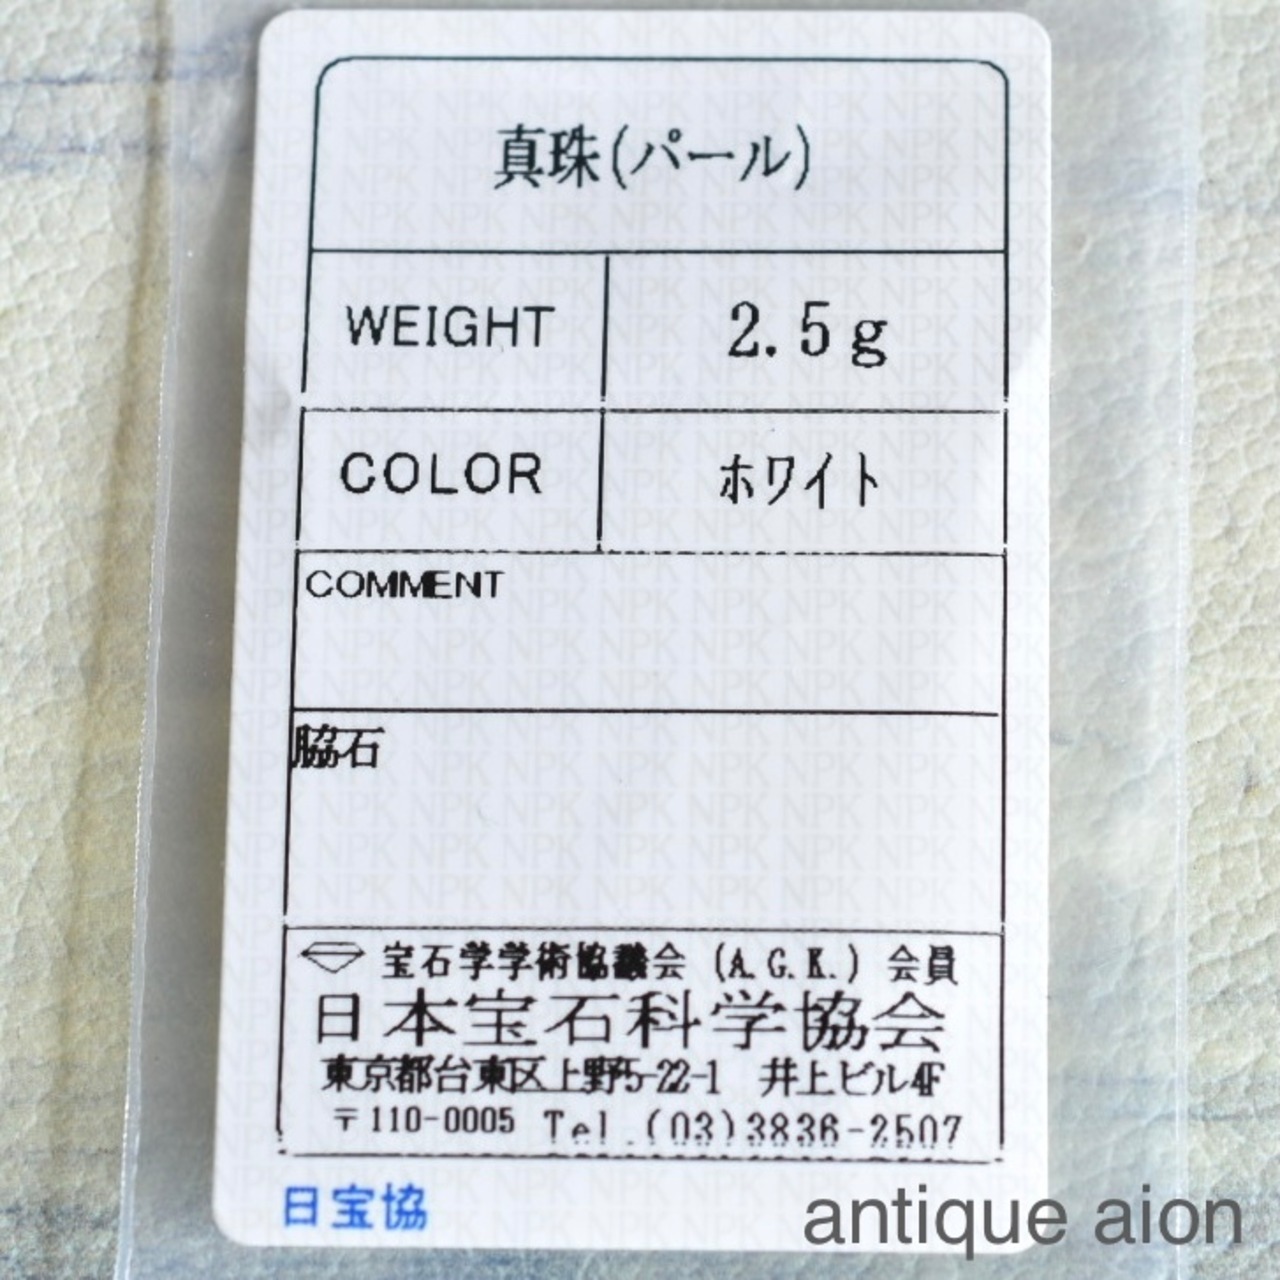 真珠(パール)
WEIGHT 2.5g
COLOR ホワイト
COMMENT
脇石
宝石学学術協議会 (A.G.K.) 会員
日本宝石科学協会
東京都台東区上野5-22-1 井上ビル4F
〒110-0005 Tel.(03)3836-2507
日宝協
antique aion